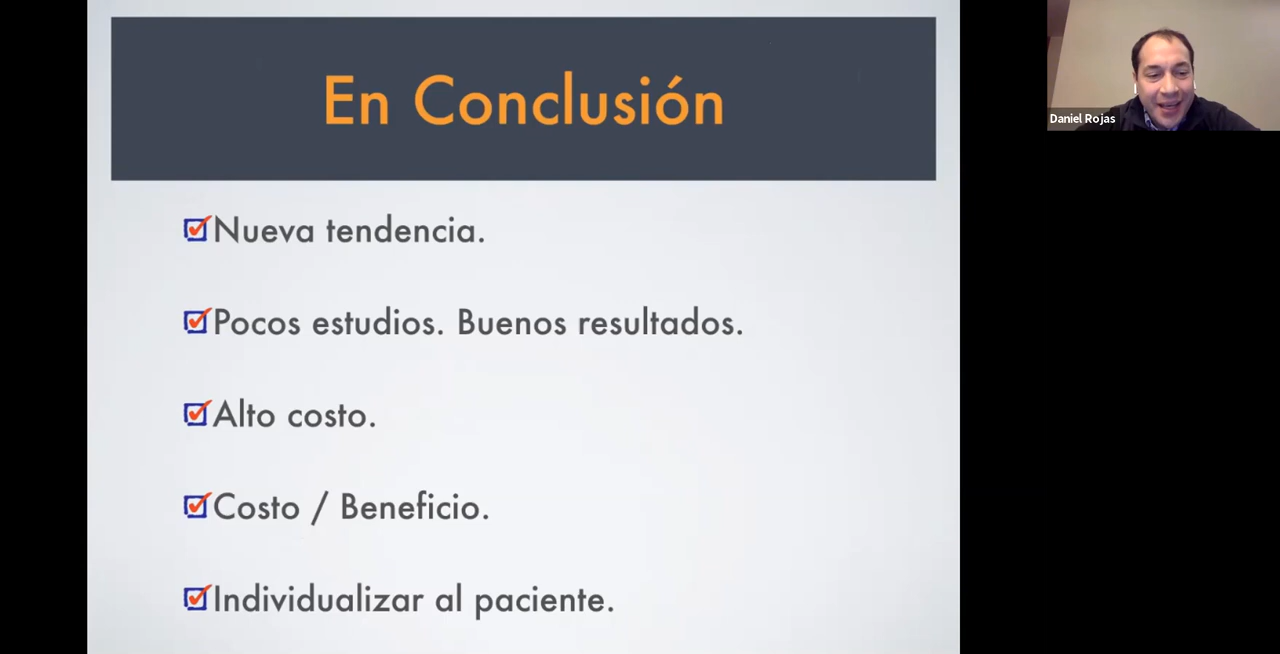 En Conclusión
Nueva tendencia.
Pocos estudios. Buenos resultados.
Alto costo.
Costo / Beneficio.
Individualizar al paciente.
Daniel Rojas